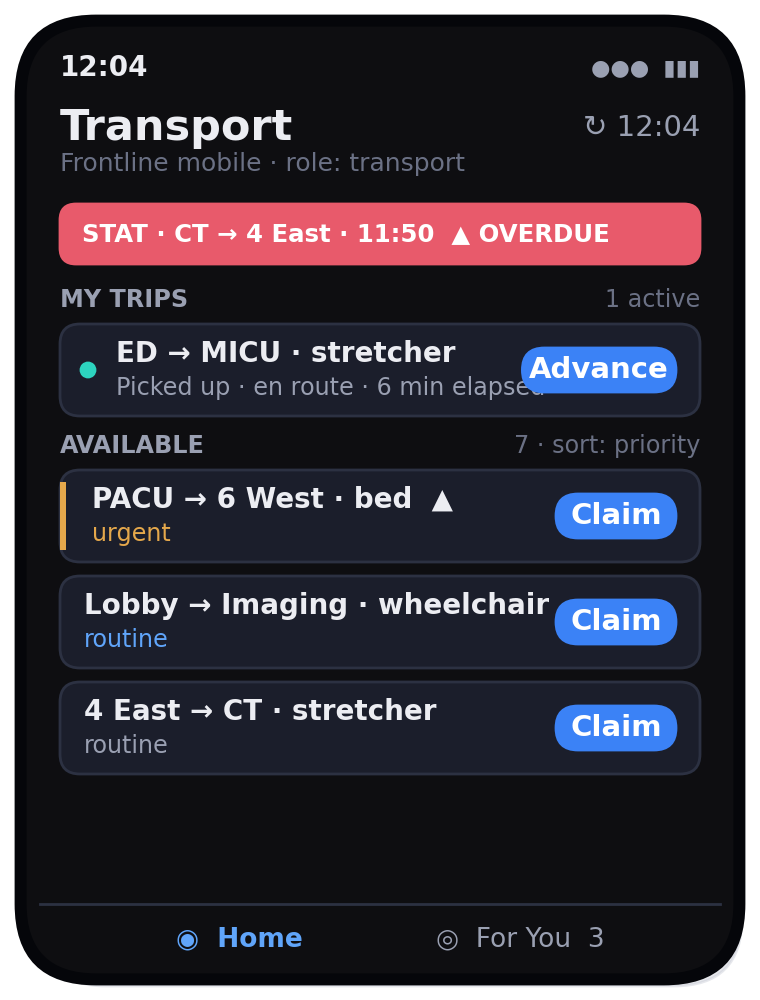 12:04
Transport
↻ 12:04
Frontline mobile · role: transport
STAT · CT → 4 East · 11:50 ▲ OVERDUE
MY TRIPS
1 active
ED → MICU · stretcher
Picked up · en route · 6 min elapsed
Advance
AVAILABLE
7 · sort: priority
PACU → 6 West · bed ▲
urgent
Claim
Lobby → Imaging · wheelchair
routine
Claim
4 East → CT · stretcher
routine
Claim
◉ Home
◎ For You 3